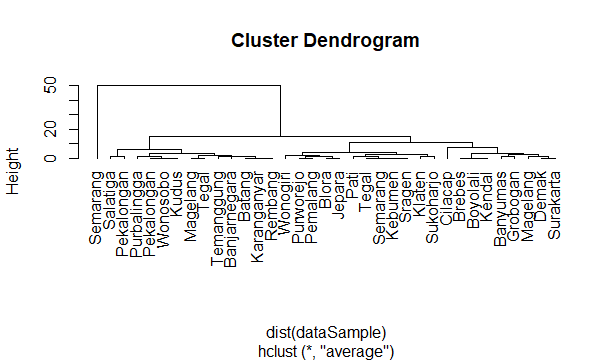 Cluster Dendrogram
Height
50
20
0
Semarang
Salatiga
Pekalongan
Purbalingga
Pekalongan
Wonosobo
Kudus
Magelang
Tegal
Temanggung
Banjarnegara
Batang
Karanganyar
Rembang
Wonogiri
Purworejo
Pemalang
Blora
Jepara
Pati
Tegal
Semarang
Kebumen
Sragen
Klaten
Sukoharjo
Cilacap
Brebes
Boyolali
Kendal
Banyumas
Grobogan
Magelang
Demak
Surakarta
dist(dataSample)
hclust (*, "average")